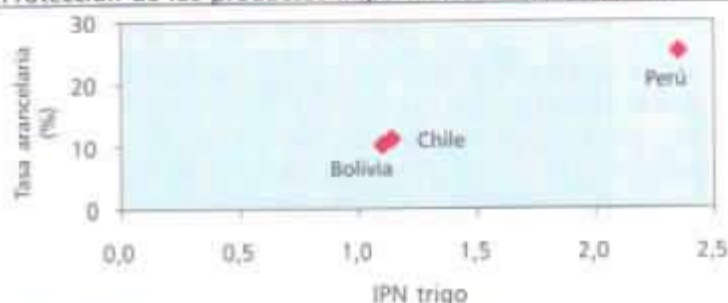 30
20
10
0
Tasa arancelaria
(%)
Perú
Chile
Bolivia
0,0 0,5 1,0 1,5 2,0 2,5
IPN trigo